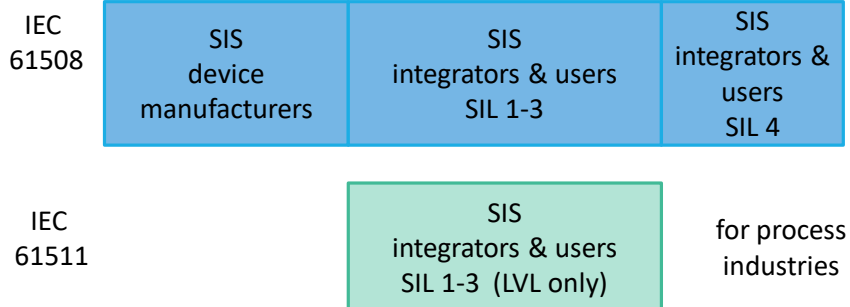 IEC
61508
SIS
device
manufacturers
SIS
integrators & users
SIL 1-3
SIS
integrators &
users
SIL 4
IEC
61511
SIS
integrators & users
SIL 1-3 (LVL only)
for process
industries